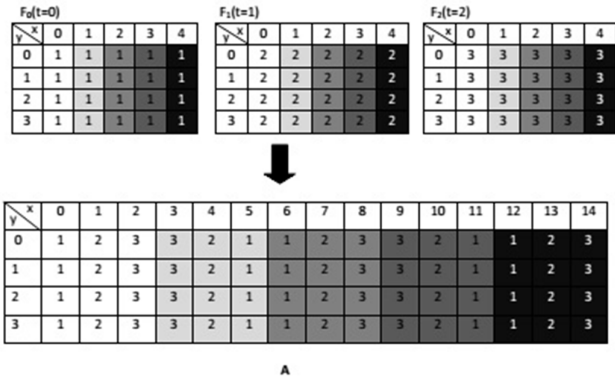 F₀(t=0) F₁(t=1) F₂(t=2)
y x 0 1 2 3 4 y x 0 1 2 3 4 y x 0 1 2 3 4
0 1 1 1 1 1 0 2 2 2 2 2 0 3 3 3 3 3
1 1 1 1 1 1 1 2 2 2 2 2 1 3 3 3 3 3
2 1 1 1 1 1 2 2 2 2 2 2 2 3 3 3 3 3
3 1 1 1 1 1 3 2 2 2 2 2 3 3 3 3 3 3
y x 0 1 2 3 4 5 6 7 8 9 10 11 12 13 14
0 1 2 3 3 2 1 1 2 3 3 2 1 1 2 3
1 1 2 3 3 2 1 1 2 3 3 2 1 1 2 3
2 1 2 3 3 2 1 1 2 3 3 2 1 1 2 3
3 1 2 3 3 2 1 1 2 3 3 2 1 1 2 3
A